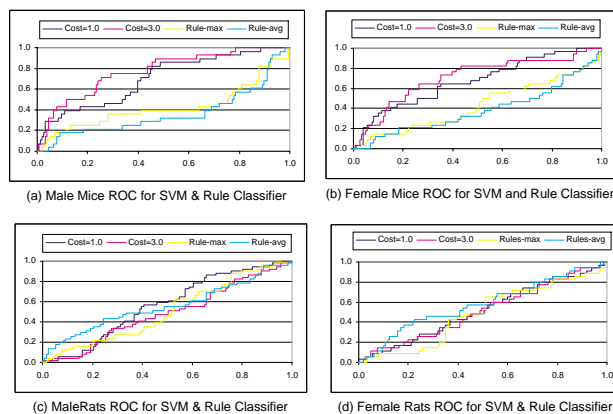 Cost=1.0 Cost=3.0 Rule-max Rule-avg
1.0
0.8
0.6
0.4
0.2
0.0
0.0 0.2 0.4 0.6 0.8 1.0
(a) Male Mice ROC for SVM & Rule Classifier
Cost=1.0 Cost=3.0 Rule-max Rule-avg
1.0
0.8
0.6
0.4
0.2
0.0
0.0 0.2 0.4 0.6 0.8 1.0
(b) Female Mice ROC for SVM and Rule Classifier
Cost=1.0 Cost=3.0 Rule-max Rule-avg
1.0
0.8
0.6
0.4
0.2
0.0
0.0 0.2 0.4 0.6 0.8 1.0
(c) MaleRats ROC for SVM & Rule Classifier
Cost=1.0 Cost=3.0 Rules-max Rules-avg
1.0
0.8
0.6
0.4
0.2
0.0
0.0 0.2 0.4 0.6 0.8 1.0
(d) Female Rats ROC for SVM & Rule Classifier